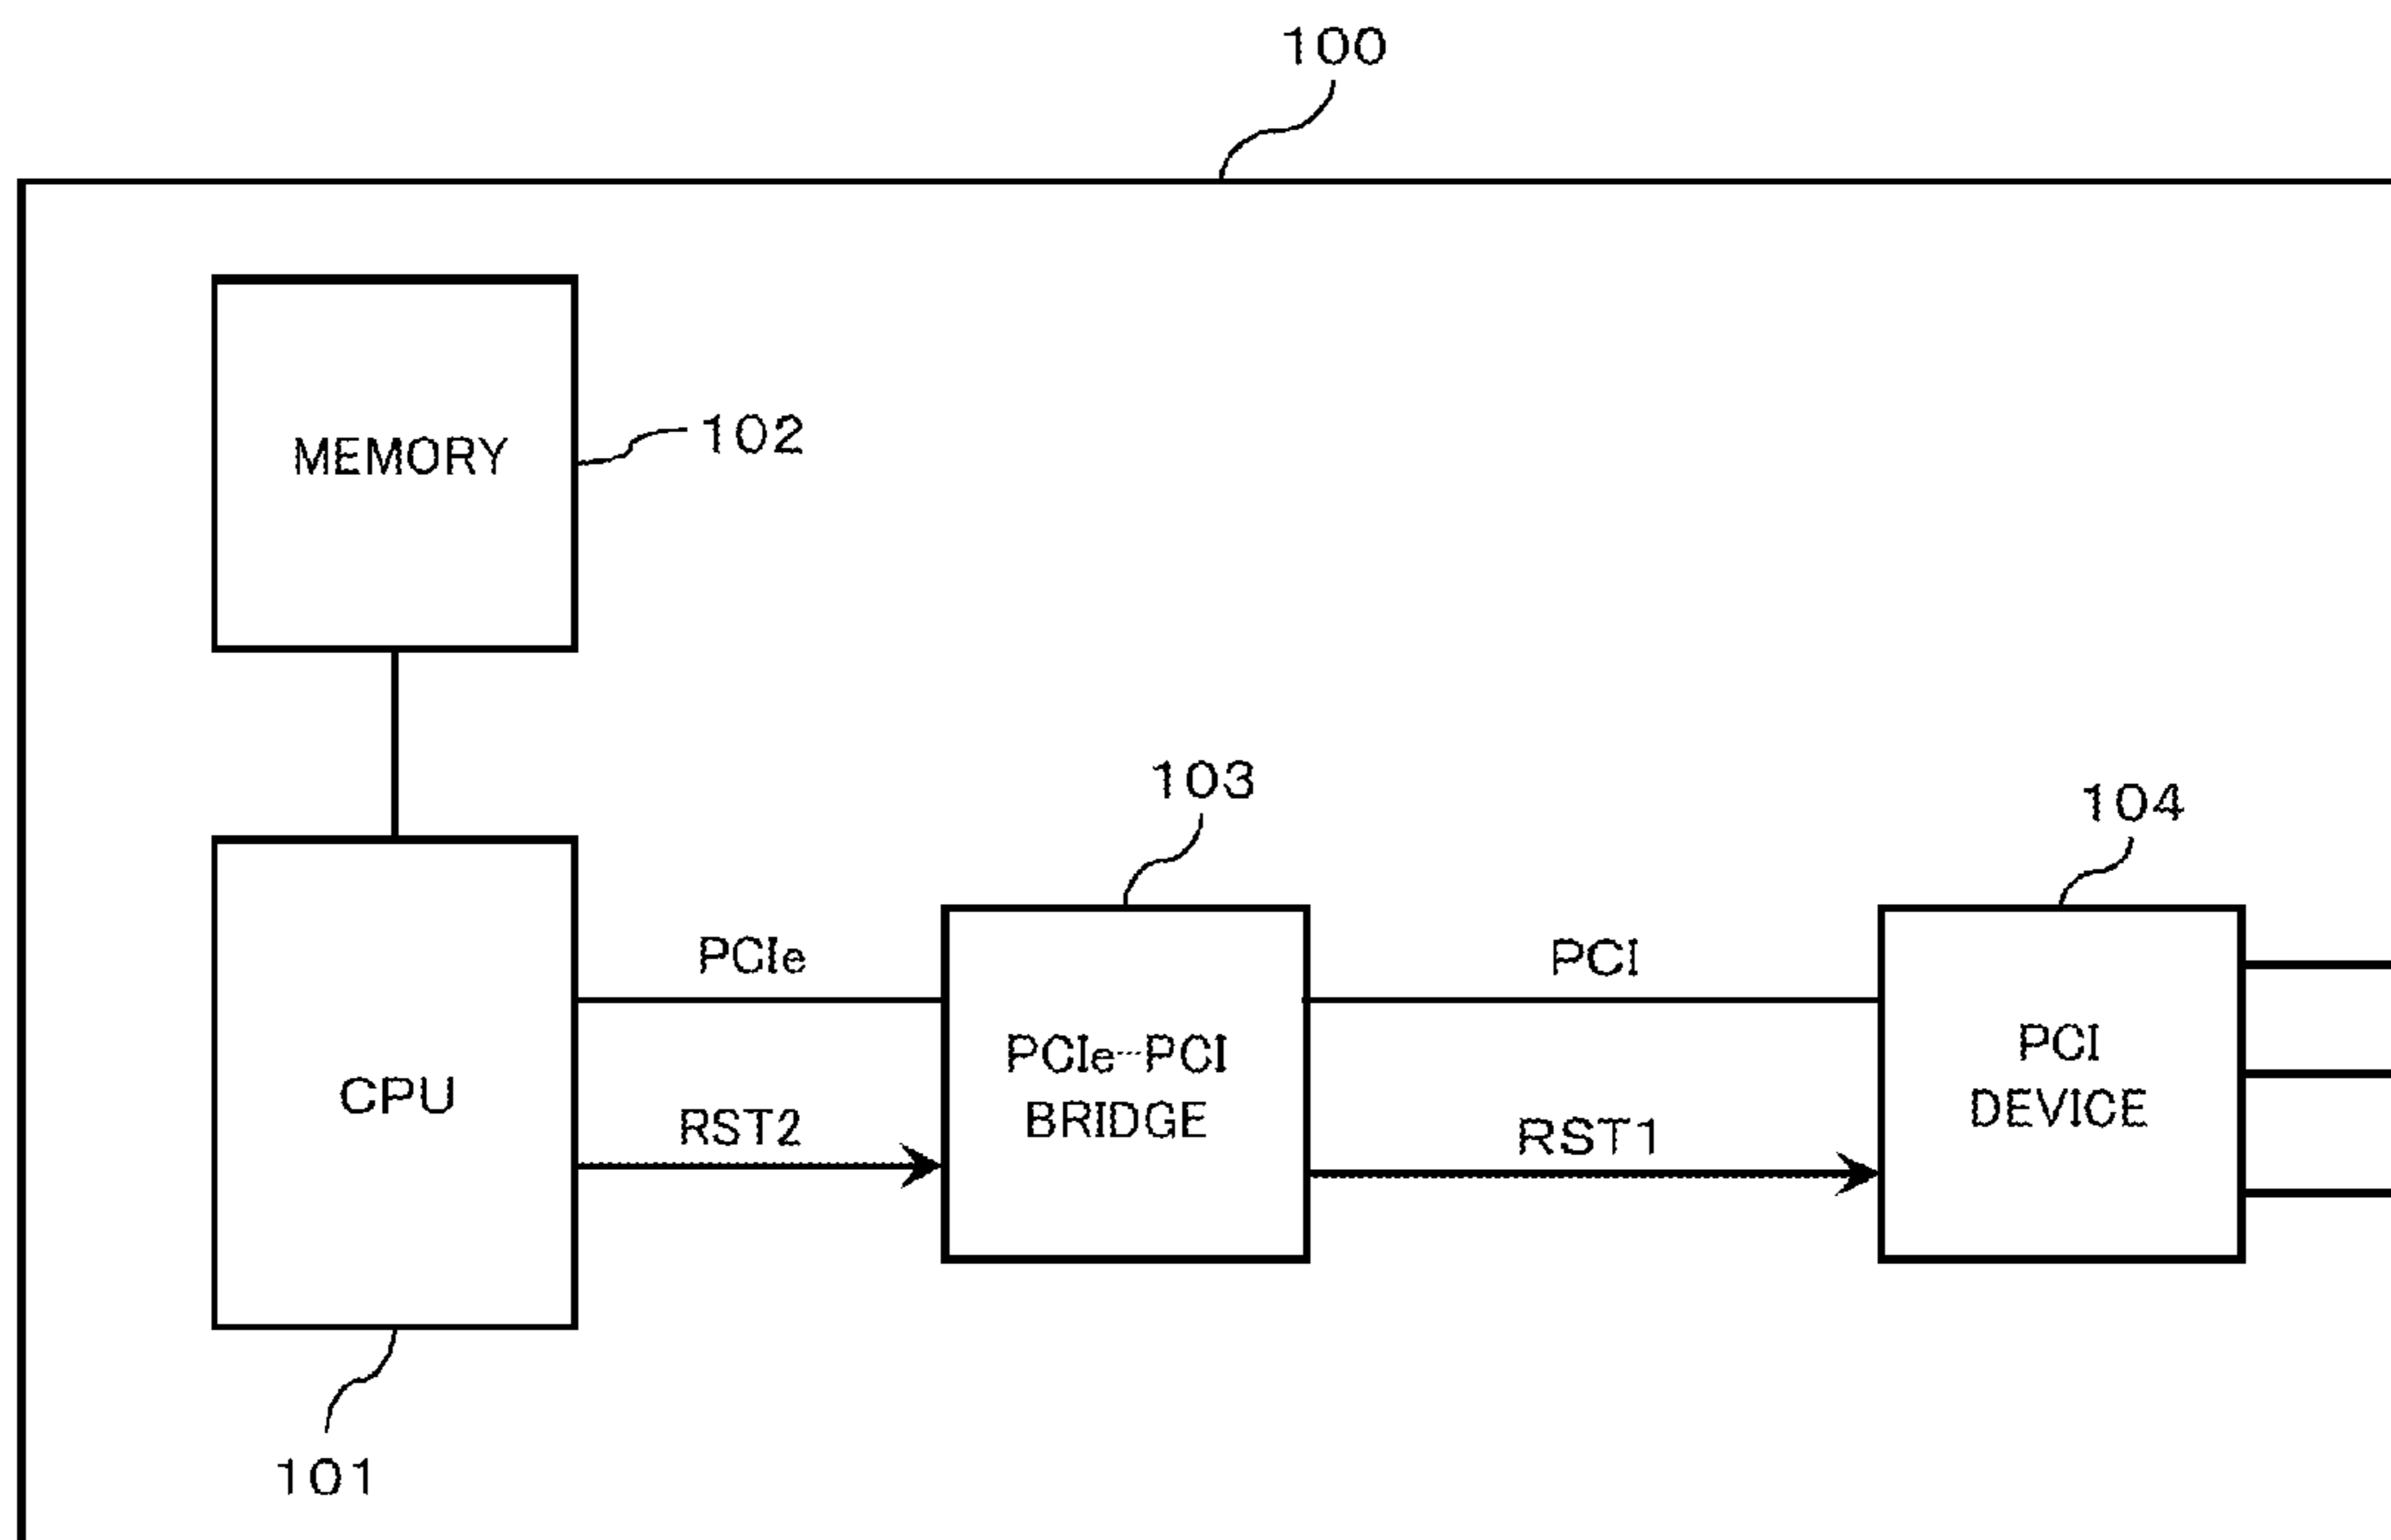 100
MEMORY
102
103
104
PCIe
PCI
PCIe-PCI
BRIDGE
PCI
DEVICE
CPU
RST2
RST1
101